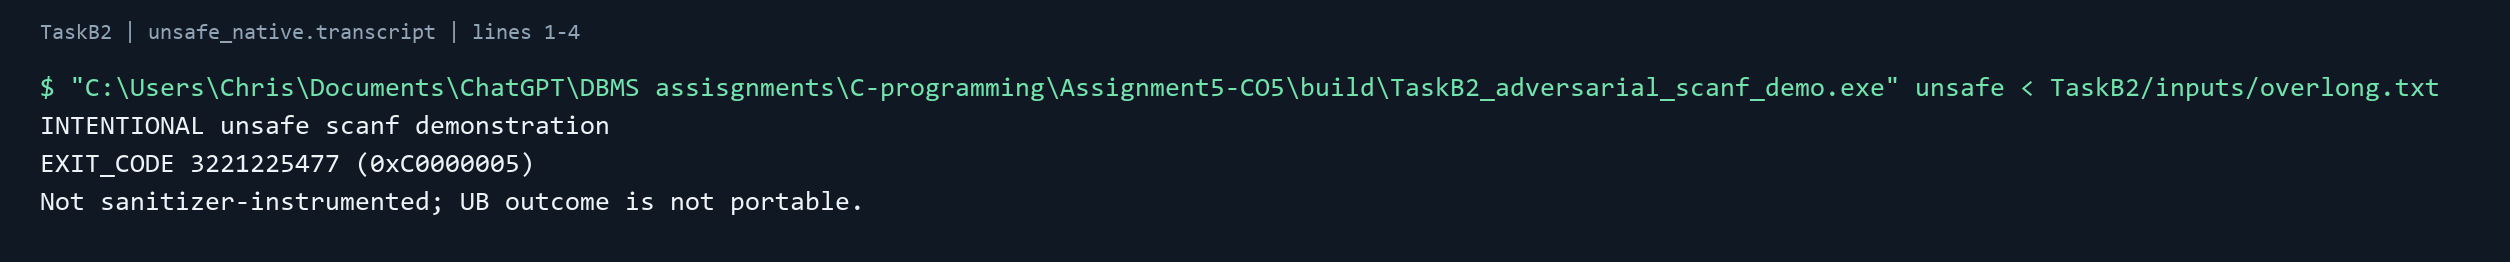 TaskB2 | unsafe_native.transcript | lines 1-4
$ "C:\Users\Chris\Documents\ChatGPT\DBMS assisgnments\C-programming\Assignment5-CO5\build\TaskB2_adversarial_scanf_demo.exe" unsafe < TaskB2/inputs/overlong.txt
INTENTIONAL unsafe scanf demonstration
EXIT_CODE 3221225477 (0xC0000005)
Not sanitizer-instrumented; UB outcome is not portable.